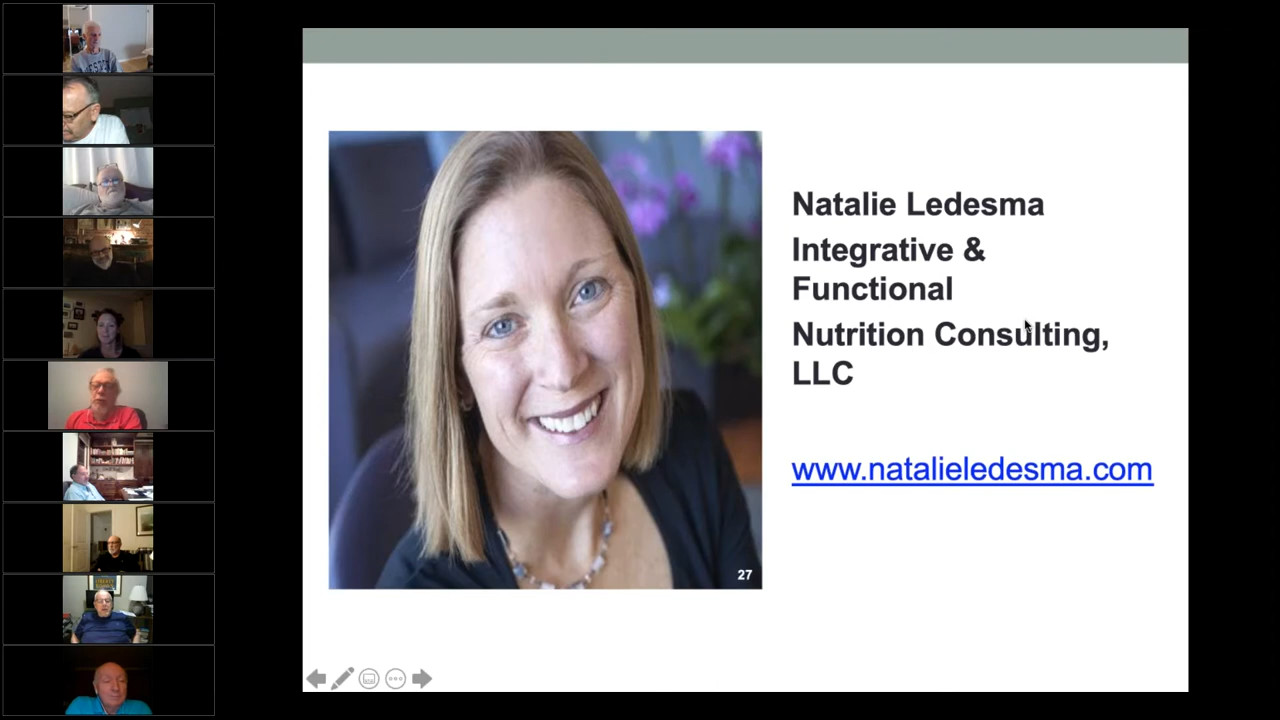 Natalie Ledesma
Integrative &
Functional
Nutrition Consulting,
LLC
www.natalieledesma.com
27